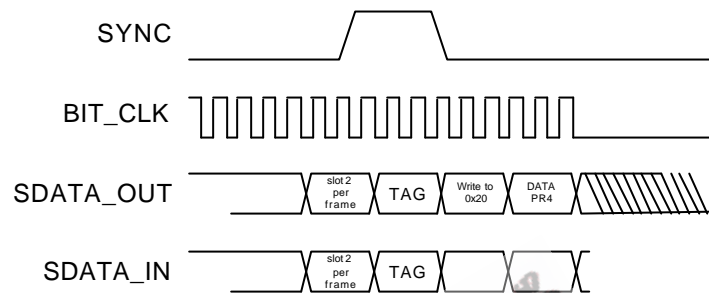 SYNC
BIT_CLK
SDATA_OUT
slot 2
per
frame
TAG
Write to
0x20
DATA
PR4
SDATA_IN
slot 2
per
frame
TAG